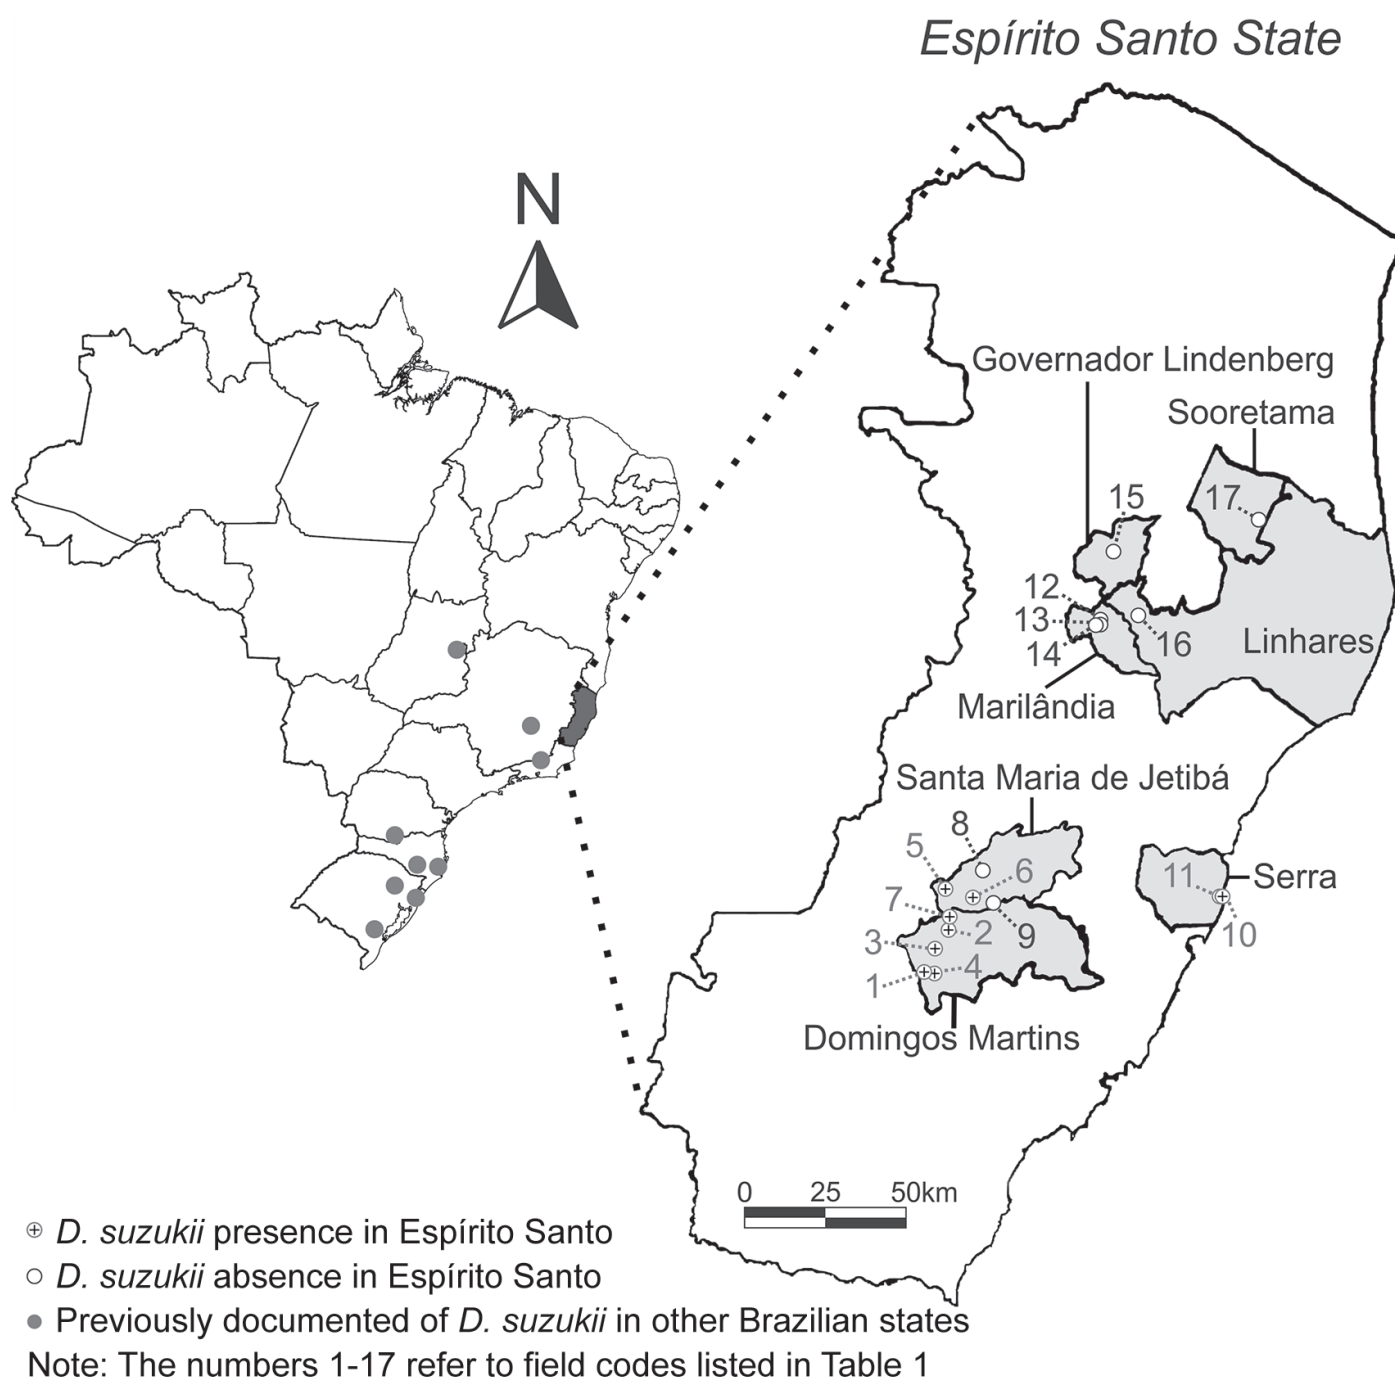 Espírito Santo State
N
Governador Lindenberg
Sooretama
15
17
12
13
14
16
Linhares
Marilândia
Santa Maria de Jetibá
8
5
6
11
Serra
7
2
9
10
3
4
1
Domingos Martins
0 25 50km
D. suzukii presence in Espírito Santo
D. suzukii absence in Espírito Santo
Previously documented of D. suzukii in other Brazilian states
Note: The numbers 1-17 refer to field codes listed in Table 1